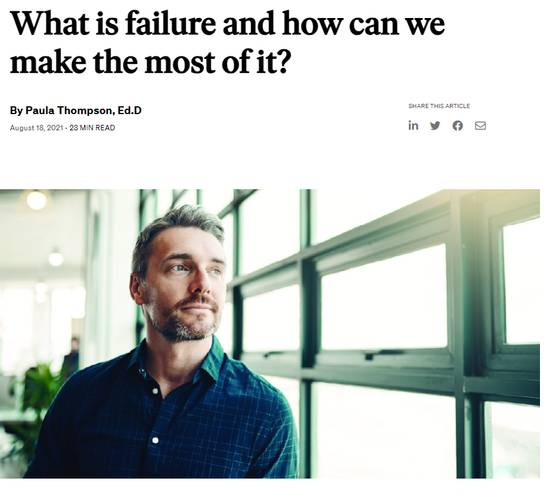 What is failure and how can we
make the most of it?
By Paula Thompson, Ed.D
SHARE THIS ARTICLE
August 18, 2021 - 23 MIN READ